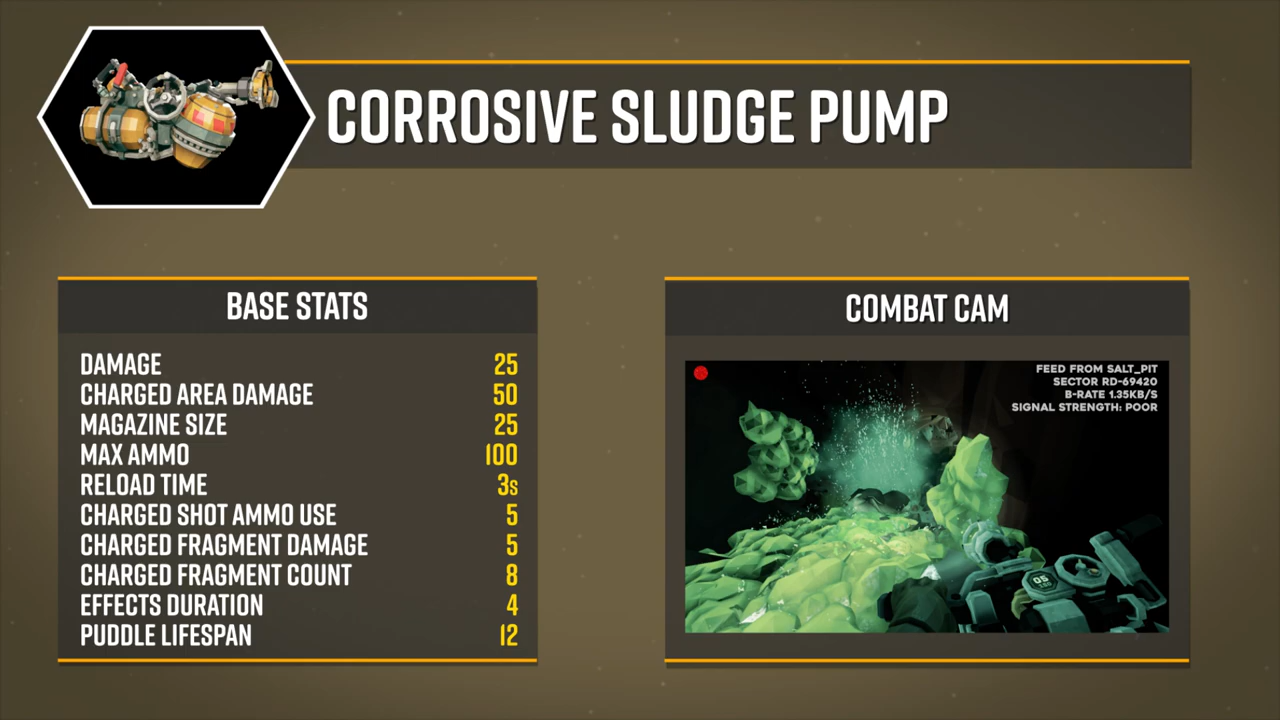 CORROSIVE SLUDGE PUMP
BASE STATS
DAMAGE 25
CHARGED AREA DAMAGE 50
MAGAZINE SIZE 25
MAX AMMO 100
RELOAD TIME 3s
CHARGED SHOT AMMO USE 5
CHARGED FRAGMENT DAMAGE 5
CHARGED FRAGMENT COUNT 8
EFFECTS DURATION 4
PUDDLE LIFESPAN 12
COMBAT CAM
FEED FROM SALT_PIT
SECTOR RD-69420
B-RATE 1.35KB/S
SIGNAL STRENGTH: POOR
05